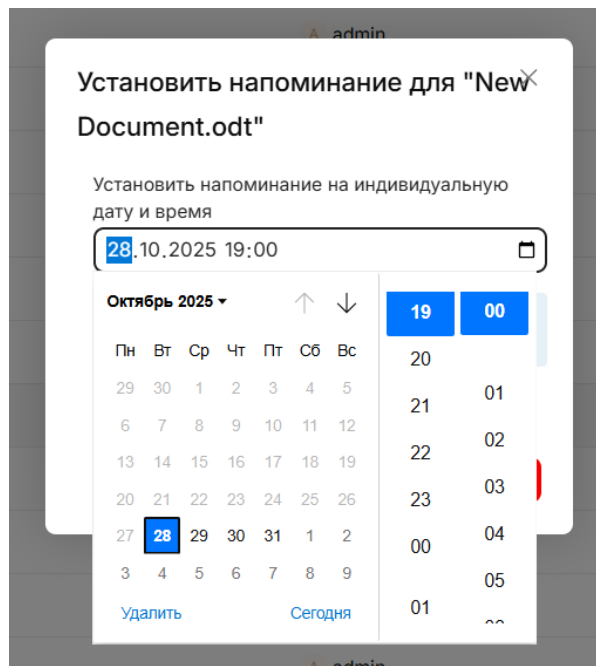 A admin
Установить напоминание для "New
Document.odt"
Установить напоминание на индивидуальную
дату и время
28.10.2025 19:00
Октябрь 2025
Пн Вт Ср Чт Пт Сб Вс
29 30 1 2 3 4 5
6 7 8 9 10 11 12
13 14 15 16 17 18 19
20 21 22 23 24 25 26
27 28 29 30 31 1 2
3 4 5 6 7 8 9
Удалить Сегодня
19 00
20
21 01
22 02
23 03
00 04
01 05
admin